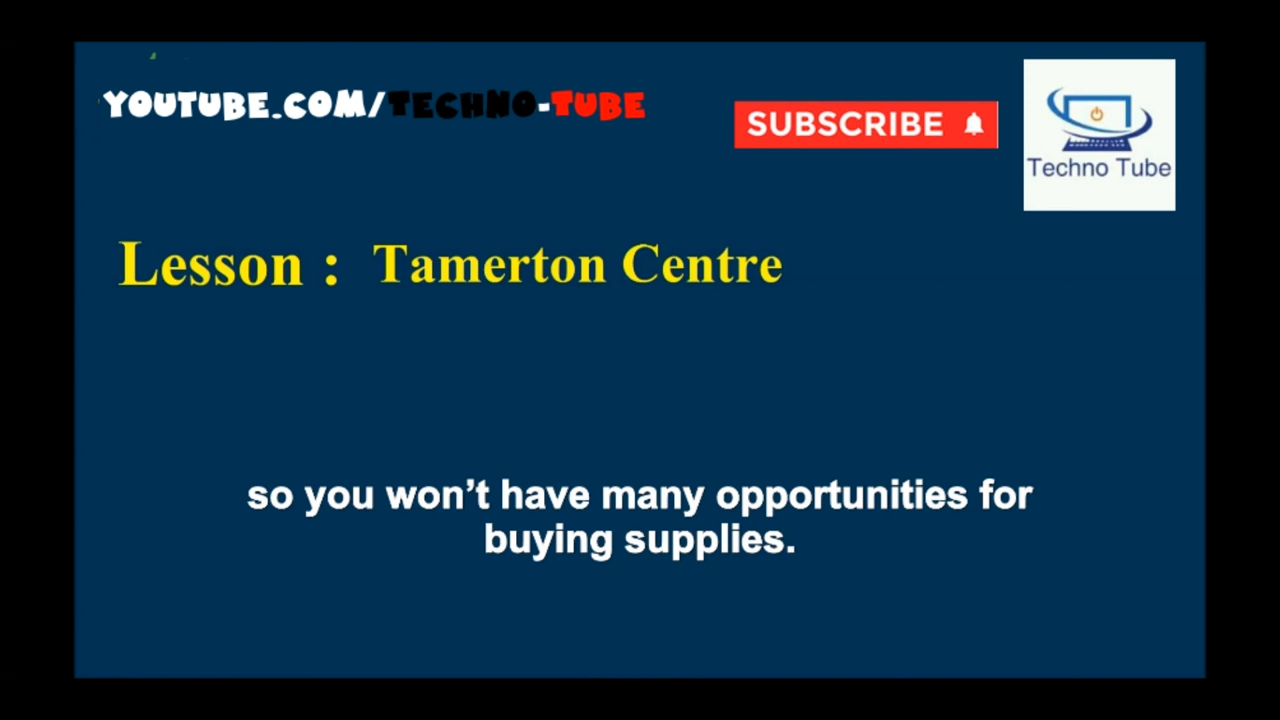 YOUTUBE.COM/TECHNO-TUBE
SUBSCRIBE
Techno Tube
Lesson : Tamerton Centre
so you won’t have many opportunities for
buying supplies.